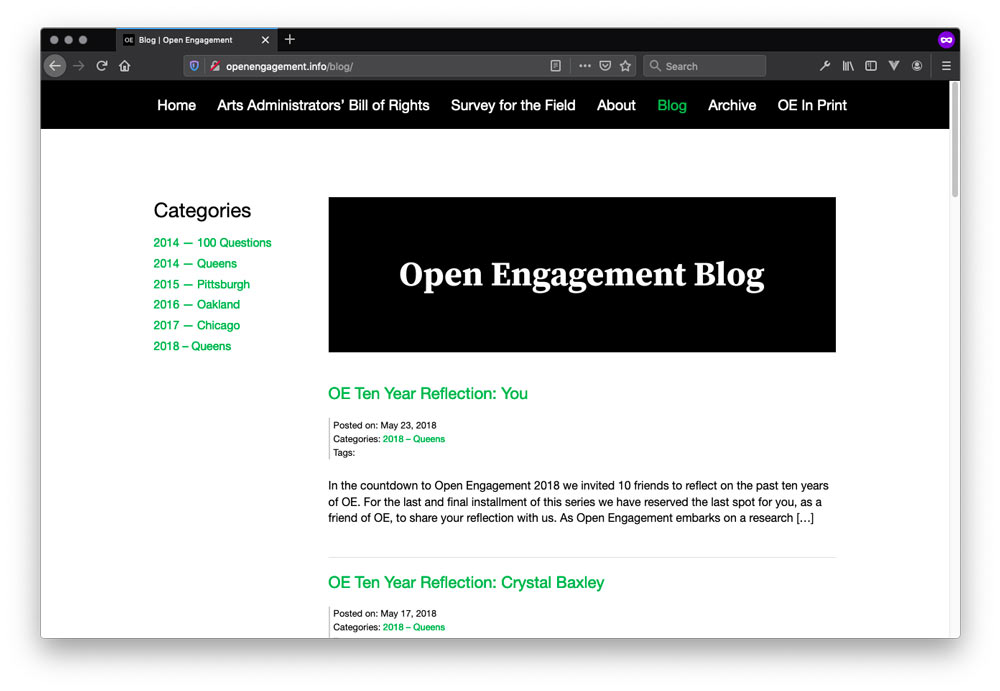 OE Blog | Open Engagement
openengagement.info/blog/
Search
Home Arts Administrators’ Bill of Rights Survey for the Field About Blog Archive OE In Print
Categories
2014 — 100 Questions
2014 — Queens
2015 — Pittsburgh
2016 — Oakland
2017 — Chicago
2018 – Queens
Open Engagement Blog
OE Ten Year Reflection: You
Posted on: May 23, 2018
Categories: 2018 – Queens
Tags:
In the countdown to Open Engagement 2018 we invited 10 friends to reflect on the past ten years
of OE. For the last and final installment of this series we have reserved the last spot for you, as a
friend of OE, to share your reflection with us. As Open Engagement embarks on a research […]
OE Ten Year Reflection: Crystal Baxley
Posted on: May 17, 2018
Categories: 2018 – Queens